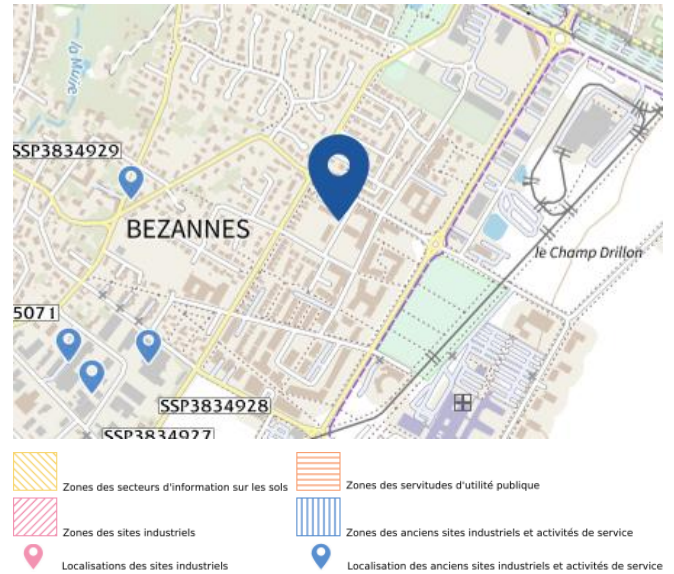 la Muire
SSP3834929
BEZANNES
le Champ Drillon
5071
SSP3834928
SSP3834927
Zones des secteurs d'information sur les sols
Zones des servitudes d'utilité publique
Zones des sites industriels
Zones des anciens sites industriels et activités de service
Localisations des sites industriels
Localisation des anciens sites industriels et activités de service